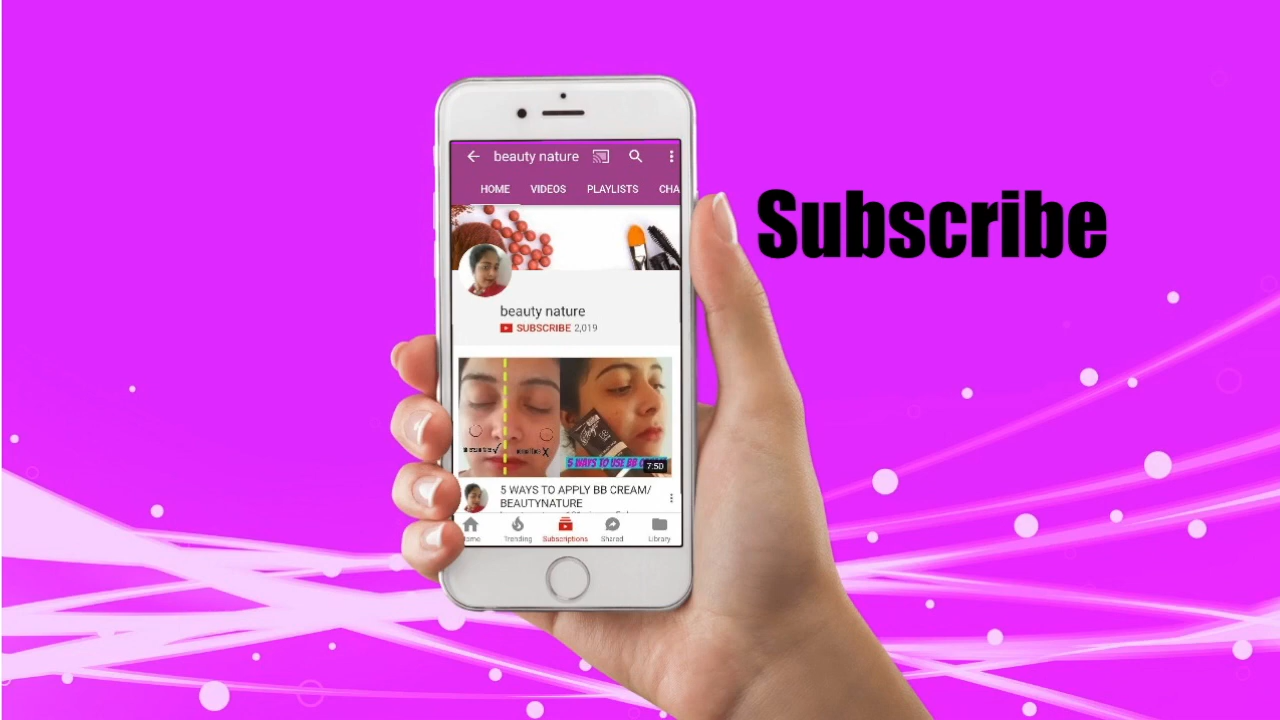 beauty nature
HOME VIDEOS PLAYLISTS CHA
Subscribe
beauty nature
SUBSCRIBE 2,019
5 WAYS TO USE BB C
7:50
5 WAYS TO APPLY BB CREAM/
BEAUTYNATURE
ome Trending Subscriptions Shared Library